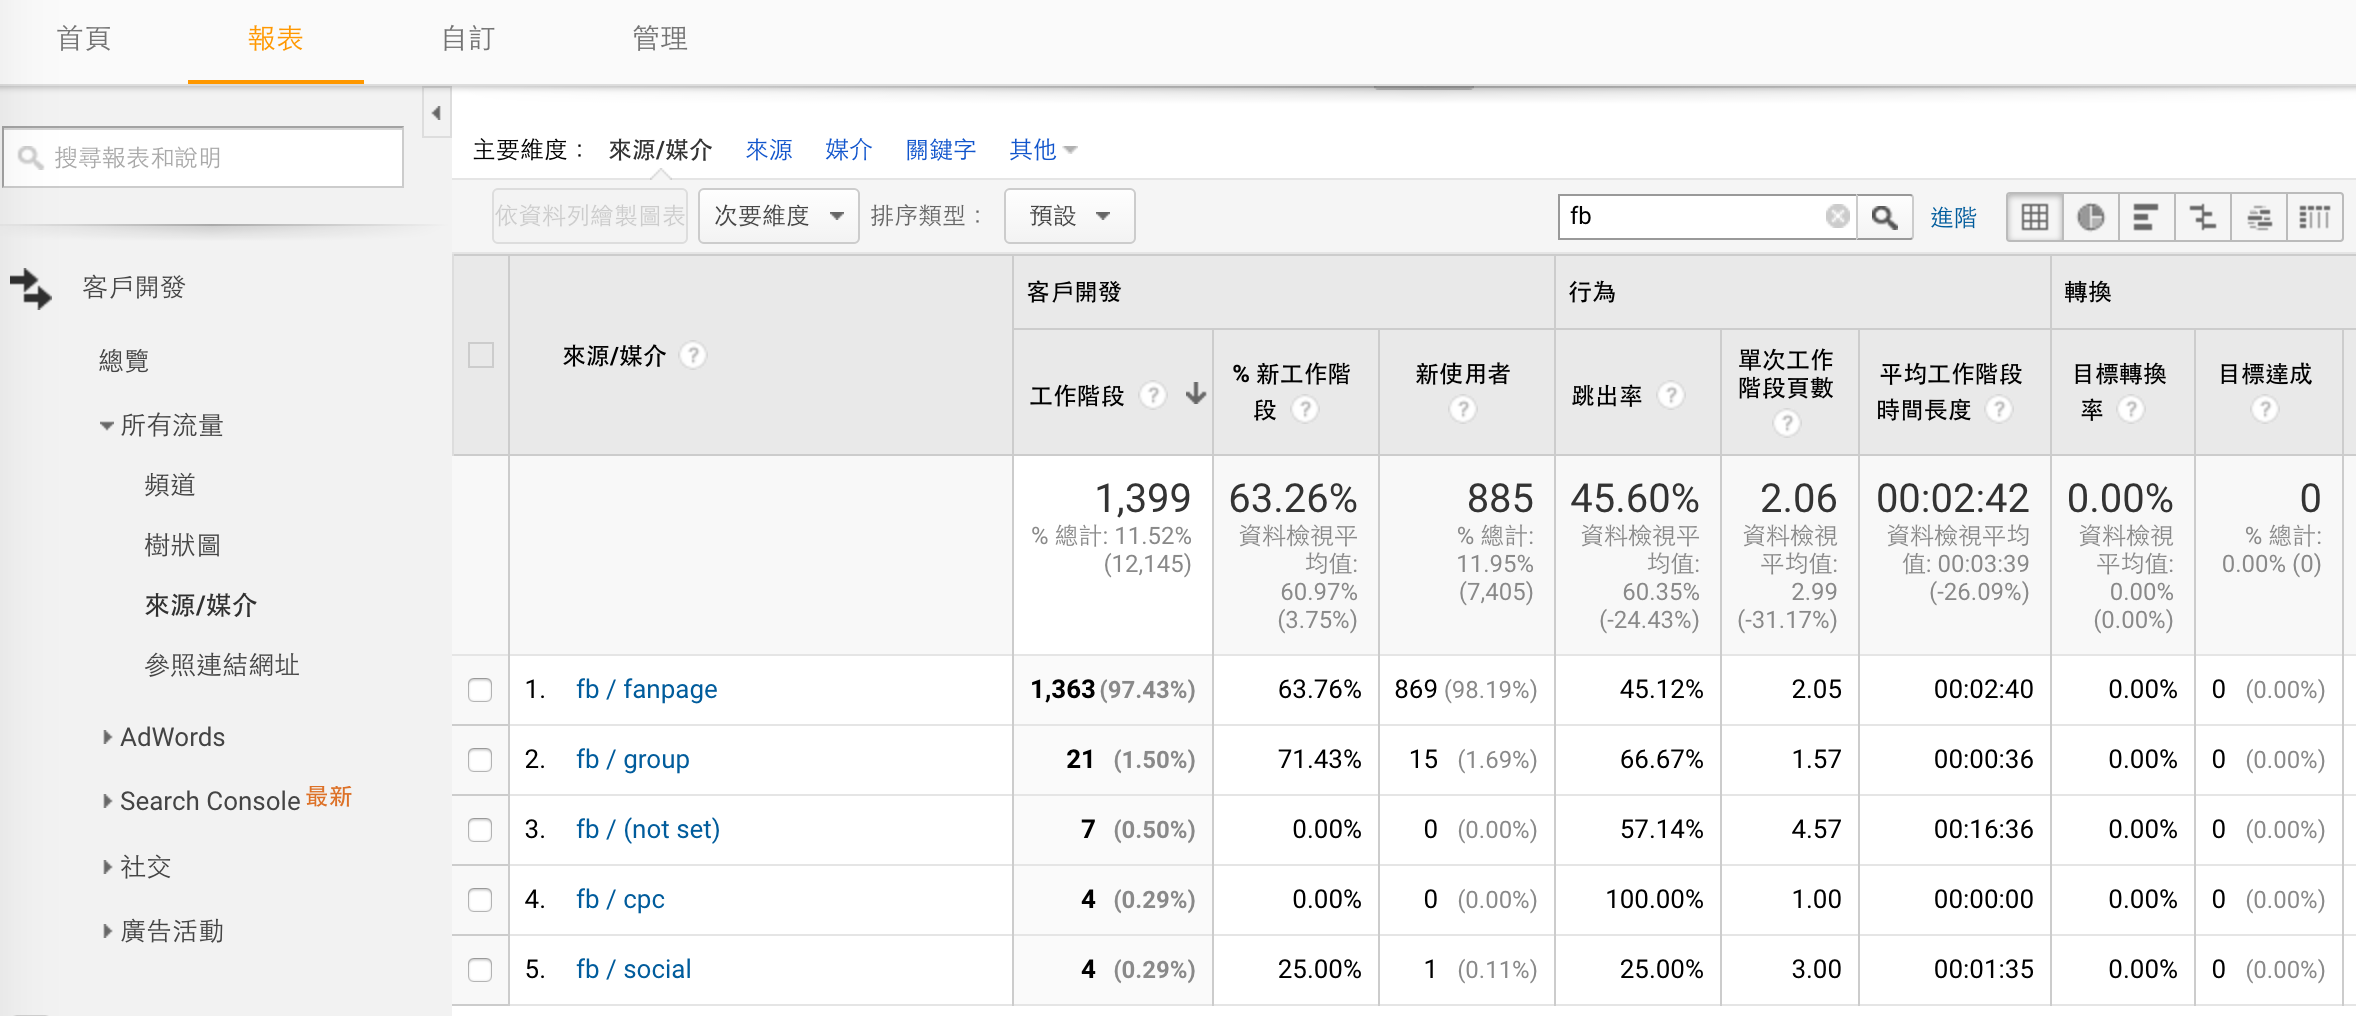 首頁 報表 自訂 管理
搜尋報表和說明
客戶開發
總覽
所有流量
頻道
樹狀圖
來源/媒介
參照連結網址
AdWords
Search Console 最新
社交
廣告活動
主要維度： 來源/媒介 來源 媒介 關鍵字 其他
依資料列繪製圖表 次要維度 排序類型： 預設 fb 進階
來源/媒介 ?
客戶開發 行為 轉換
工作階段 ?
% 新工作階
段 ?
新使用者
?
跳出率 ?
單次工作
階段頁數
?
平均工作階段
時間長度 ?
目標轉換
率 ?
目標達成
?
1,399
% 總計: 11.52%
(12,145)
63.26%
資料檢視平
均值:
60.97%
(3.75%)
885
% 總計:
11.95%
(7,405)
45.60%
資料檢視平
均值:
60.35%
(-24.43%)
2.06
資料檢視
平均值:
2.99
(-31.17%)
00:02:42
資料檢視平均
值: 00:03:39
(-26.09%)
0.00%
資料檢視
平均值:
0.00%
(0.00%)
0
% 總計:
0.00% (0)
1. fb / fanpage 1,363 (97.43%) 63.76% 869 (98.19%) 45.12% 2.05 00:02:40 0.00% 0 (0.00%)
2. fb / group 21 (1.50%) 71.43% 15 (1.69%) 66.67% 1.57 00:00:36 0.00% 0 (0.00%)
3. fb / (not set) 7 (0.50%) 0.00% 0 (0.00%) 57.14% 4.57 00:16:36 0.00% 0 (0.00%)
4. fb / cpc 4 (0.29%) 0.00% 0 (0.00%) 100.00% 1.00 00:00:00 0.00% 0 (0.00%)
5. fb / social 4 (0.29%) 25.00% 1 (0.11%) 25.00% 3.00 00:01:35 0.00% 0 (0.00%)